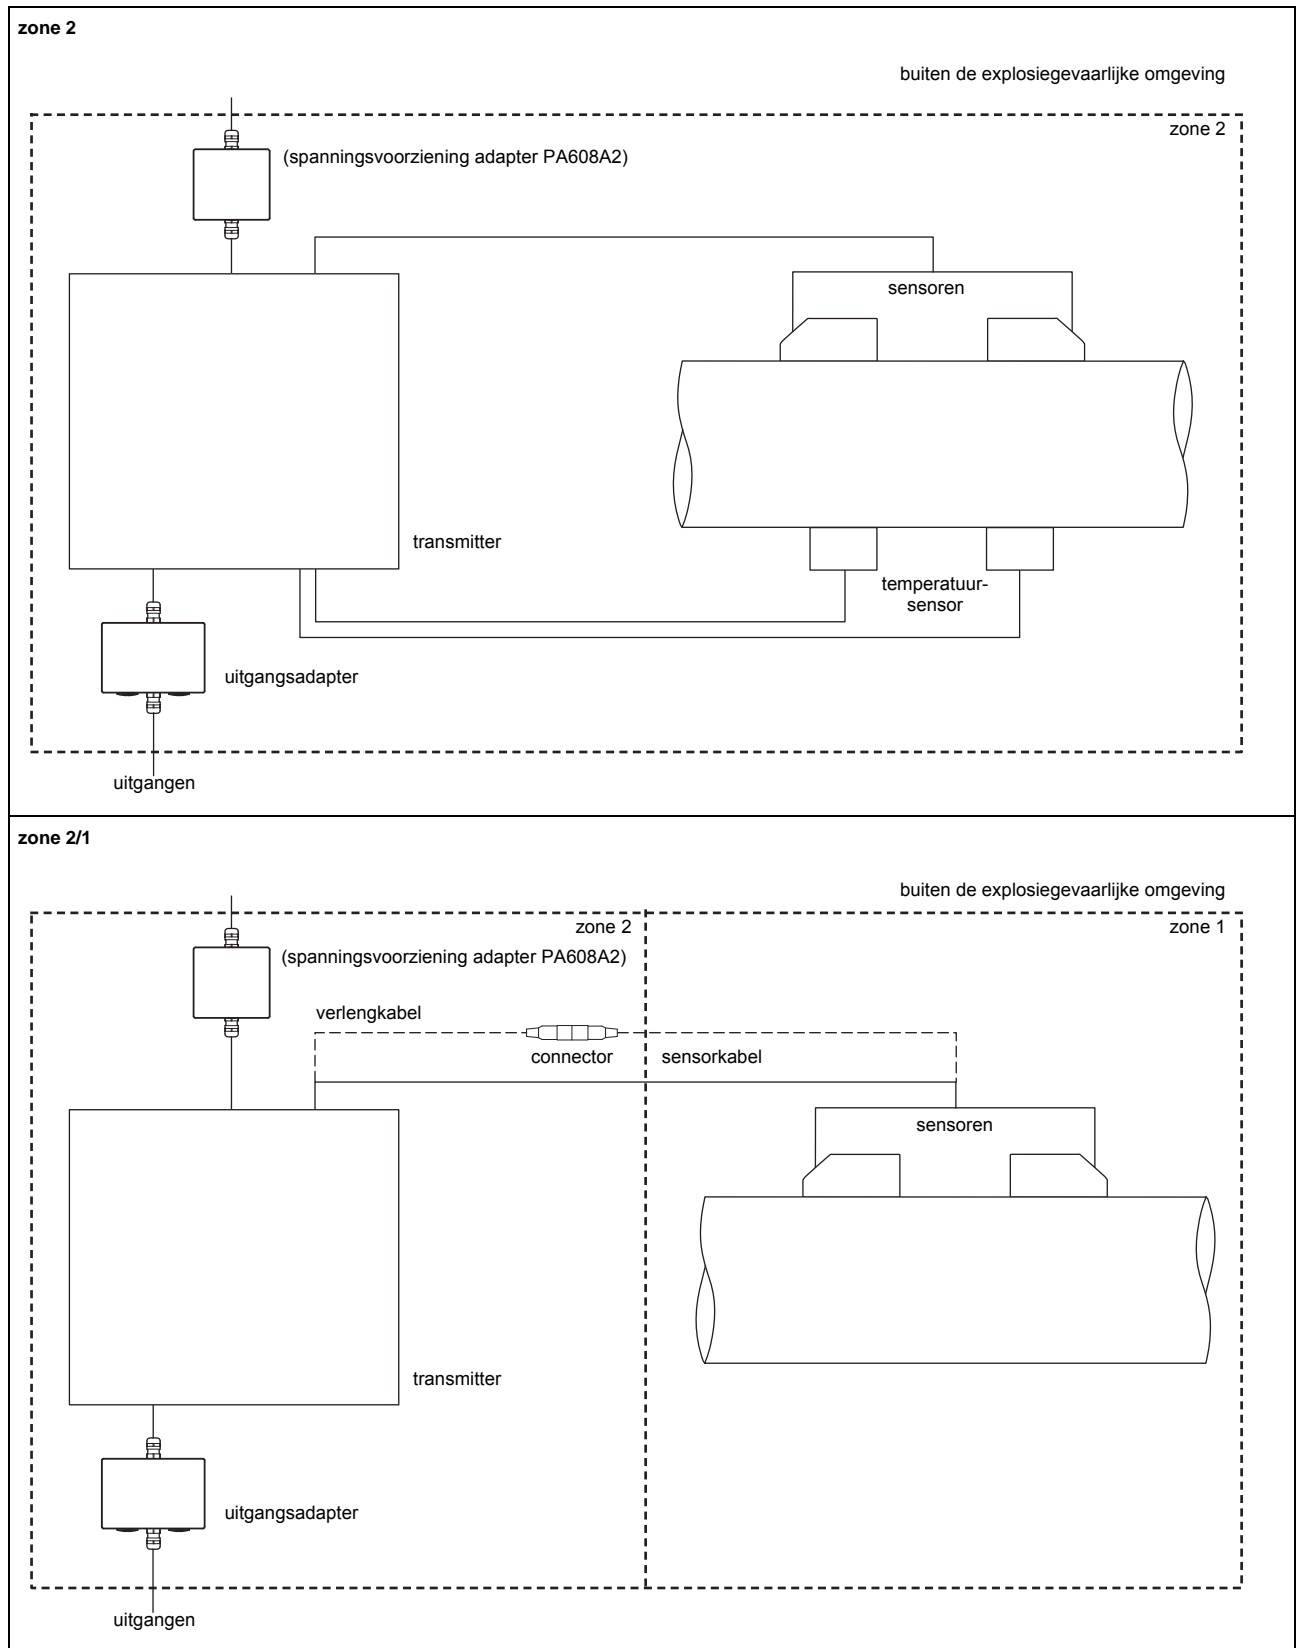 zone 2
buiten de explosiegevaarlijke omgeving
zone 2
(spanningsvoorziening adapter PA608A2)
sensoren
transmitter
temperatuur-
sensor
uitgangsadapter
uitgangen
zone 2/1
buiten de explosiegevaarlijke omgeving
zone 2
zone 1
(spanningsvoorziening adapter PA608A2)
verlengkabel
connector
sensorkabel
sensoren
transmitter
uitgangsadapter
uitgangen